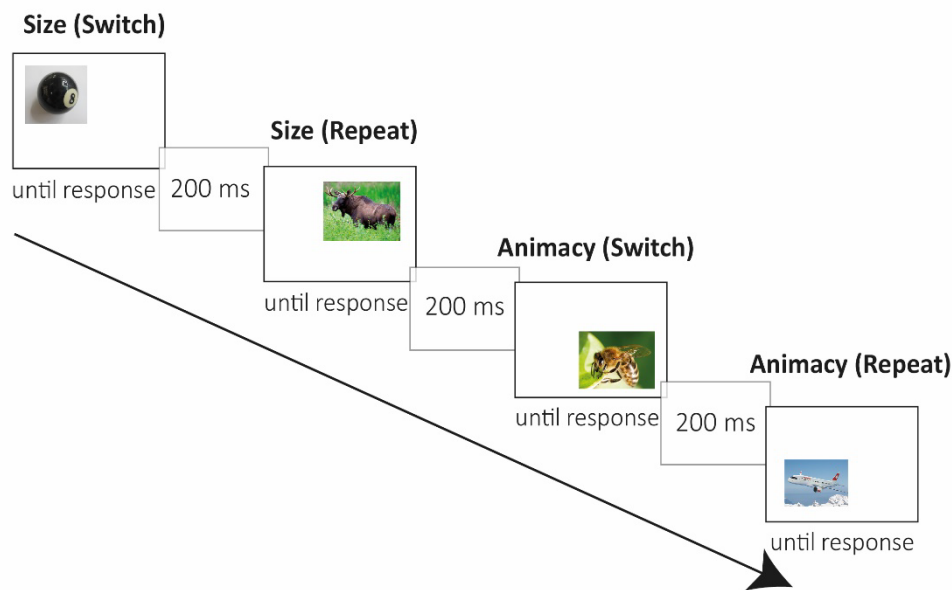 Size (Switch)
8
until response
200 ms
Size (Repeat)
until response
200 ms
Animacy (Switch)
until response
200 ms
Animacy (Repeat)
until response